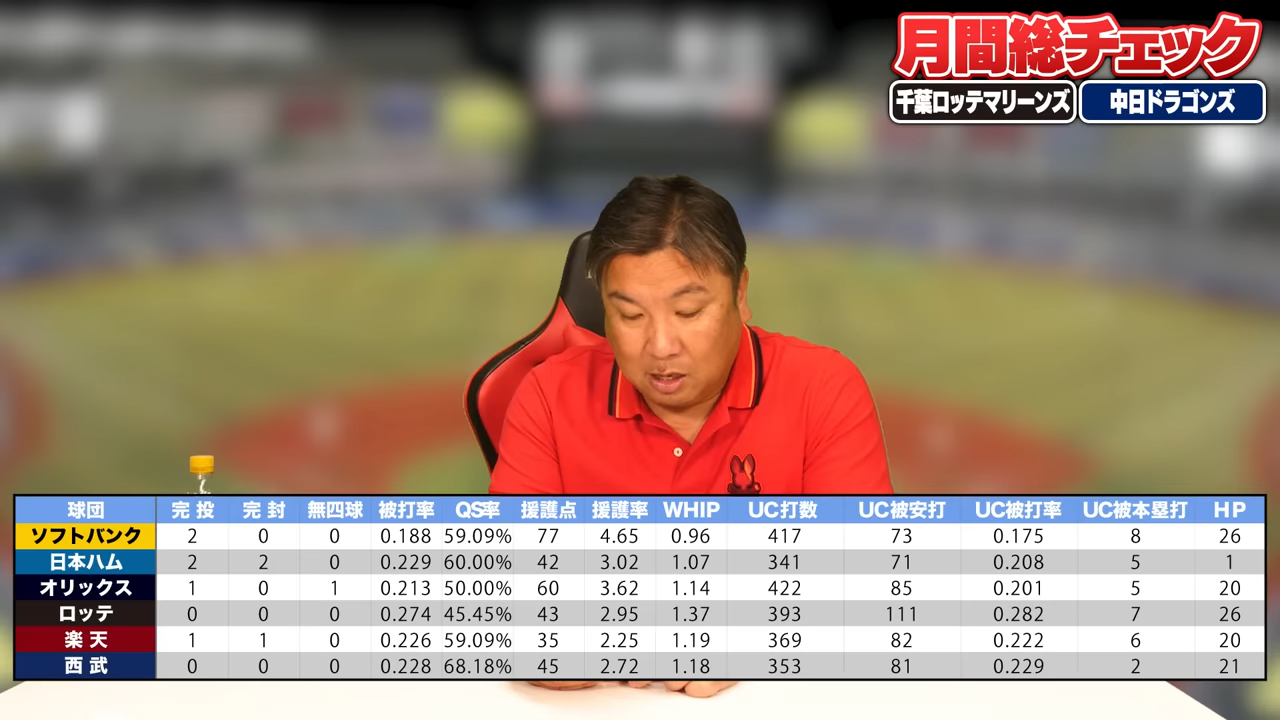 月間総チェック
千葉ロッテマリーンズ 中日ドラゴンズ
球団 完投 完封 無四球 被打率 QS率 援護点 援護率 WHIP UC打数 UC被安打 UC被打率 UC被本塁打 HP
ソフトバンク 2 0 0 0.188 59.09% 77 4.65 0.96 417 73 0.175 8 26
日本ハム 2 2 0 0.229 60.00% 42 3.02 1.07 341 71 0.208 5 1
オリックス 1 0 1 0.213 50.00% 60 3.62 1.14 422 85 0.201 5 20
ロッテ 0 0 0 0.274 45.45% 43 2.95 1.37 393 111 0.282 7 26
楽天 1 1 0 0.226 59.09% 35 2.25 1.19 369 82 0.222 6 20
西武 0 0 0 0.228 68.18% 45 2.72 1.18 353 81 0.229 2 21